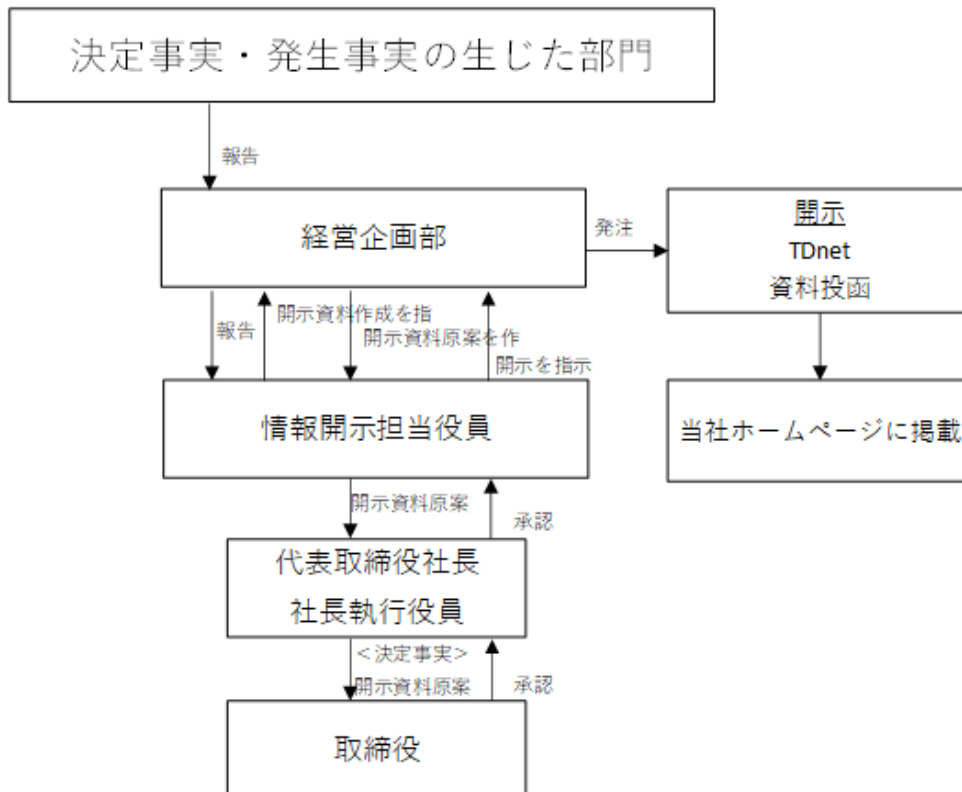 決定事実・発生事実の生じた部門
報告
経営企画部
発注
開示
TDnet
資料投函
報告
開示資料作成を指
開示資料原案を作
開示を指示
情報開示担当役員
当社ホームページに掲載
開示資料原案
承認
代表取締役社長
社長執行役員
＜決定事実＞
開示資料原案
承認
取締役